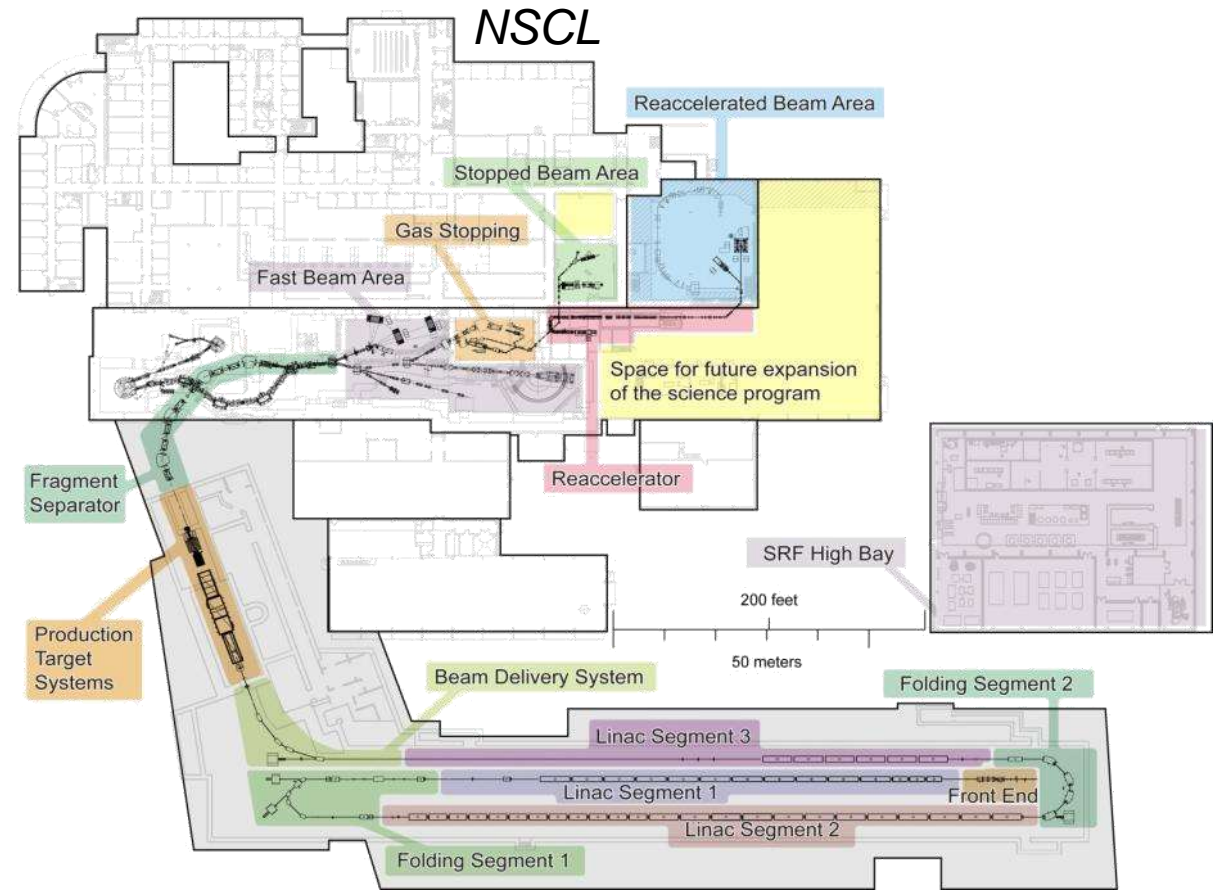 NSCL
Reaccelerated Beam Area
Stopped Beam Area
Gas Stopping
Fast Beam Area
Space for future expansion
of the science program
Fragment
Separator
Reaccelerator
SRF High Bay
200 feet
50 meters
Production
Target
Systems
Beam Delivery System
Folding Segment 2
Linac Segment 3
Linac Segment 1
Front End
Linac Segment 2
Folding Segment 1